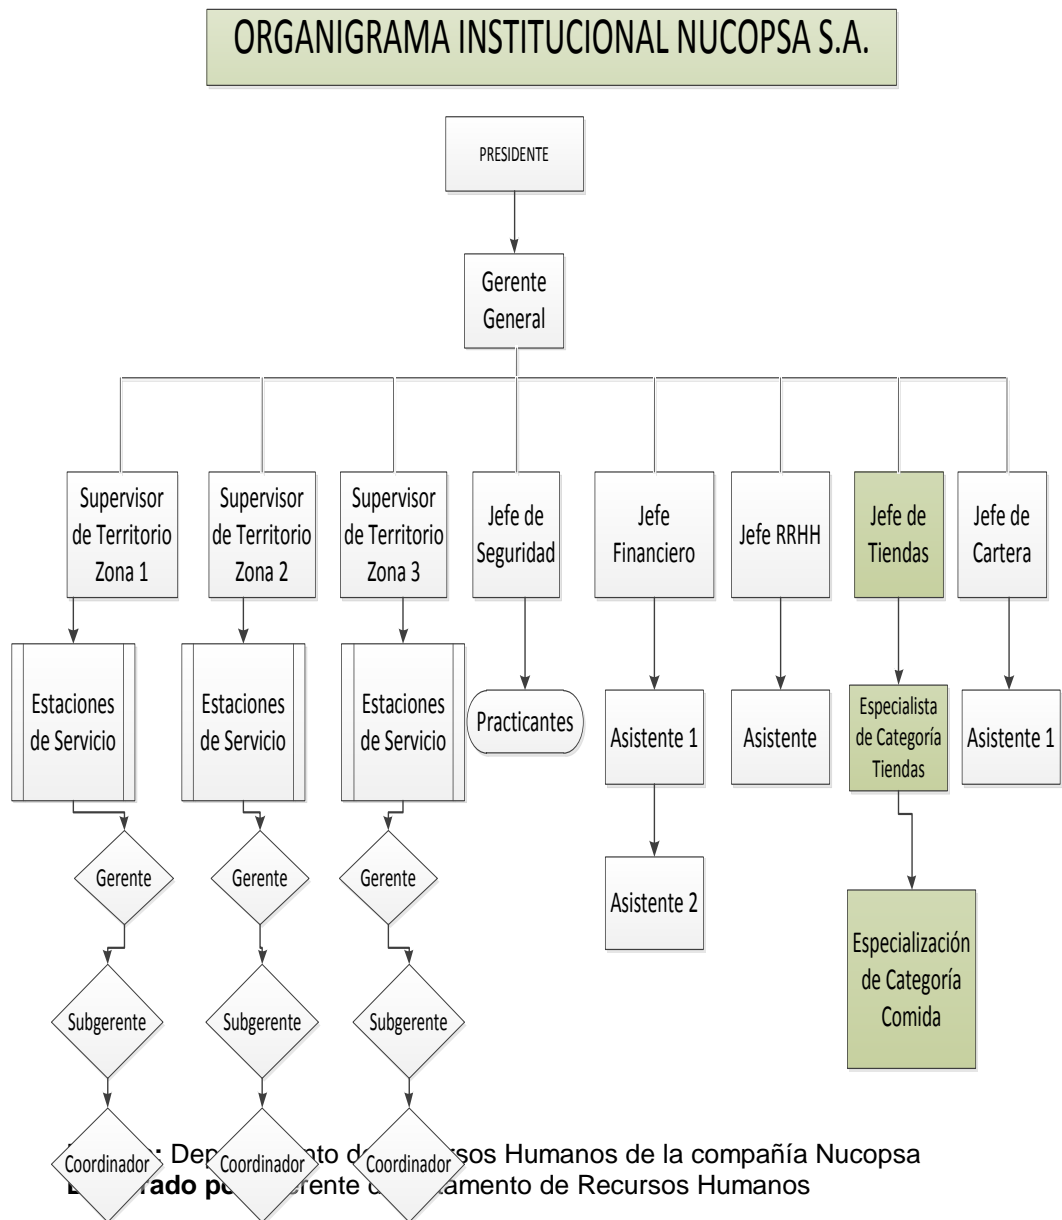 ORGANIGRAMA INSTITUCIONAL NUCOPSA S.A.
PRESIDENTE
Gerente
General
Supervisor
de Territorio
Zona 1
Supervisor
de Territorio
Zona 2
Supervisor
de Territorio
Zona 3
Jefe de
Seguridad
Jefe
Financiero
Jefe RRHH
Jefe de
Tiendas
Jefe de
Cartera
Estaciones
de Servicio
Estaciones
de Servicio
Estaciones
de Servicio
Practicantes
Asistente 1
Asistente
Especialista
de Categoría
Tiendas
Asistente 1
Gerente
Gerente
Gerente
Asistente 2
Especialización
de Categoría
Comida
Subgerente
Subgerente
Subgerente
Coordinador
Coordinador
Coordinador
Humanos de la compañía Nucopsa
de Recursos Humanos